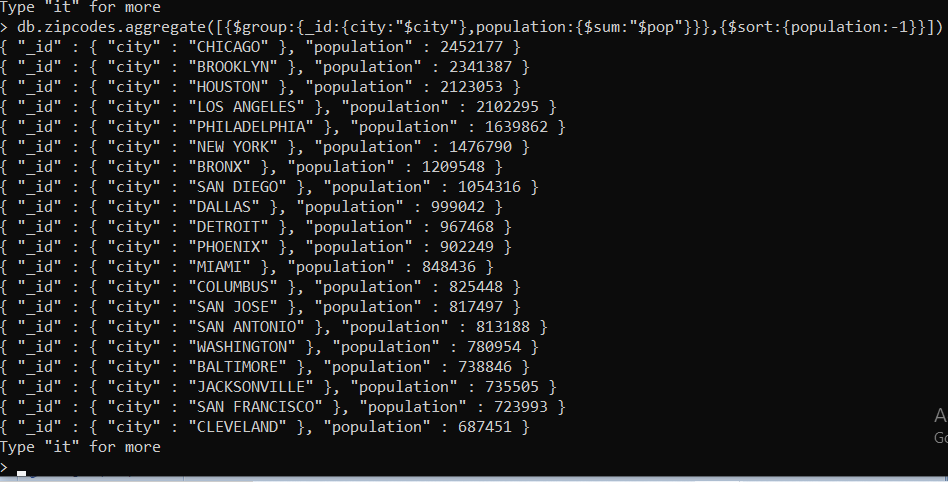 Type "it" for more
> db.zipcodes.aggregate([{$group:{_id:{city:"$city"},population:{$sum:"$pop"}}},{$sort:{population:-1}}])
{ "_id" : { "city" : "CHICAGO" }, "population" : 2452177 }
{ "_id" : { "city" : "BROOKLYN" }, "population" : 2341387 }
{ "_id" : { "city" : "HOUSTON" }, "population" : 2123053 }
{ "_id" : { "city" : "LOS ANGELES" }, "population" : 2102295 }
{ "_id" : { "city" : "PHILADELPHIA" }, "population" : 1639862 }
{ "_id" : { "city" : "NEW YORK" }, "population" : 1476790 }
{ "_id" : { "city" : "BRONX" }, "population" : 1209548 }
{ "_id" : { "city" : "SAN DIEGO" }, "population" : 1054316 }
{ "_id" : { "city" : "DALLAS" }, "population" : 999042 }
{ "_id" : { "city" : "DETROIT" }, "population" : 967468 }
{ "_id" : { "city" : "PHOENIX" }, "population" : 902249 }
{ "_id" : { "city" : "MIAMI" }, "population" : 848436 }
{ "_id" : { "city" : "COLUMBUS" }, "population" : 825448 }
{ "_id" : { "city" : "SAN JOSE" }, "population" : 817497 }
{ "_id" : { "city" : "SAN ANTONIO" }, "population" : 813188 }
{ "_id" : { "city" : "WASHINGTON" }, "population" : 780954 }
{ "_id" : { "city" : "BALTIMORE" }, "population" : 738846 }
{ "_id" : { "city" : "JACKSONVILLE" }, "population" : 735505 }
{ "_id" : { "city" : "SAN FRANCISCO" }, "population" : 723993 }
{ "_id" : { "city" : "CLEVELAND" }, "population" : 687451 }
Type "it" for more
>